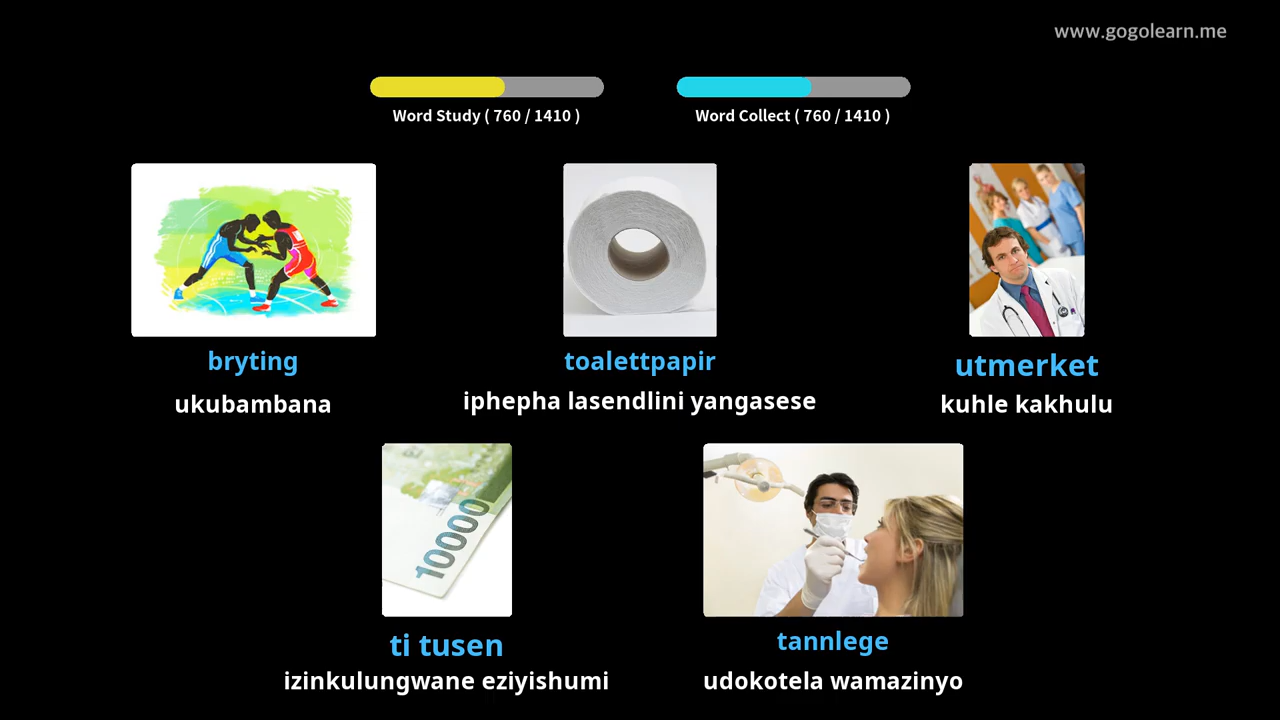 www.gogolearn.me
Word Study ( 760 / 1410 )
Word Collect ( 760 / 1410 )
bryting
toalettpapir
utmerket
ukubambana
iphepha lasendlini yangasese
kuhle kakhulu
10000
ti tusen
tannlege
izinkulungwane eziyishumi
udokotela wamazinyo